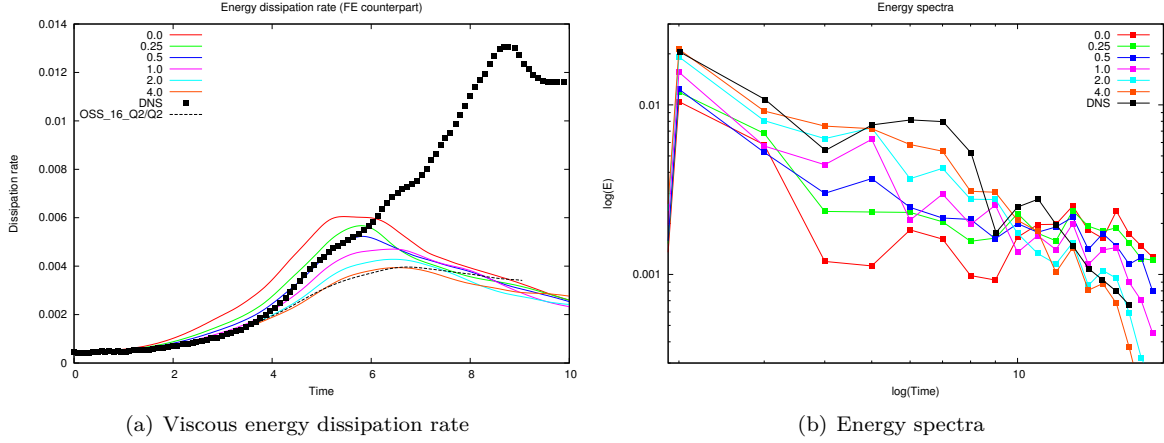 Energy dissipation rate (FE counterpart)
0.014
0.012
0.01
0.008
0.006
0.004
0.002
0
0.0
0.25
0.5
1.0
2.0
4.0
DNS
OSS_16_Q2/Q2
Dissipation rate
0 2 4 6 8 10
Time
(a) Viscous energy dissipation rate
Energy spectra
0.01
0.001
0.0
0.25
0.5
1.0
2.0
4.0
DNS
log(E)
10
log(Time)
(b) Energy spectra